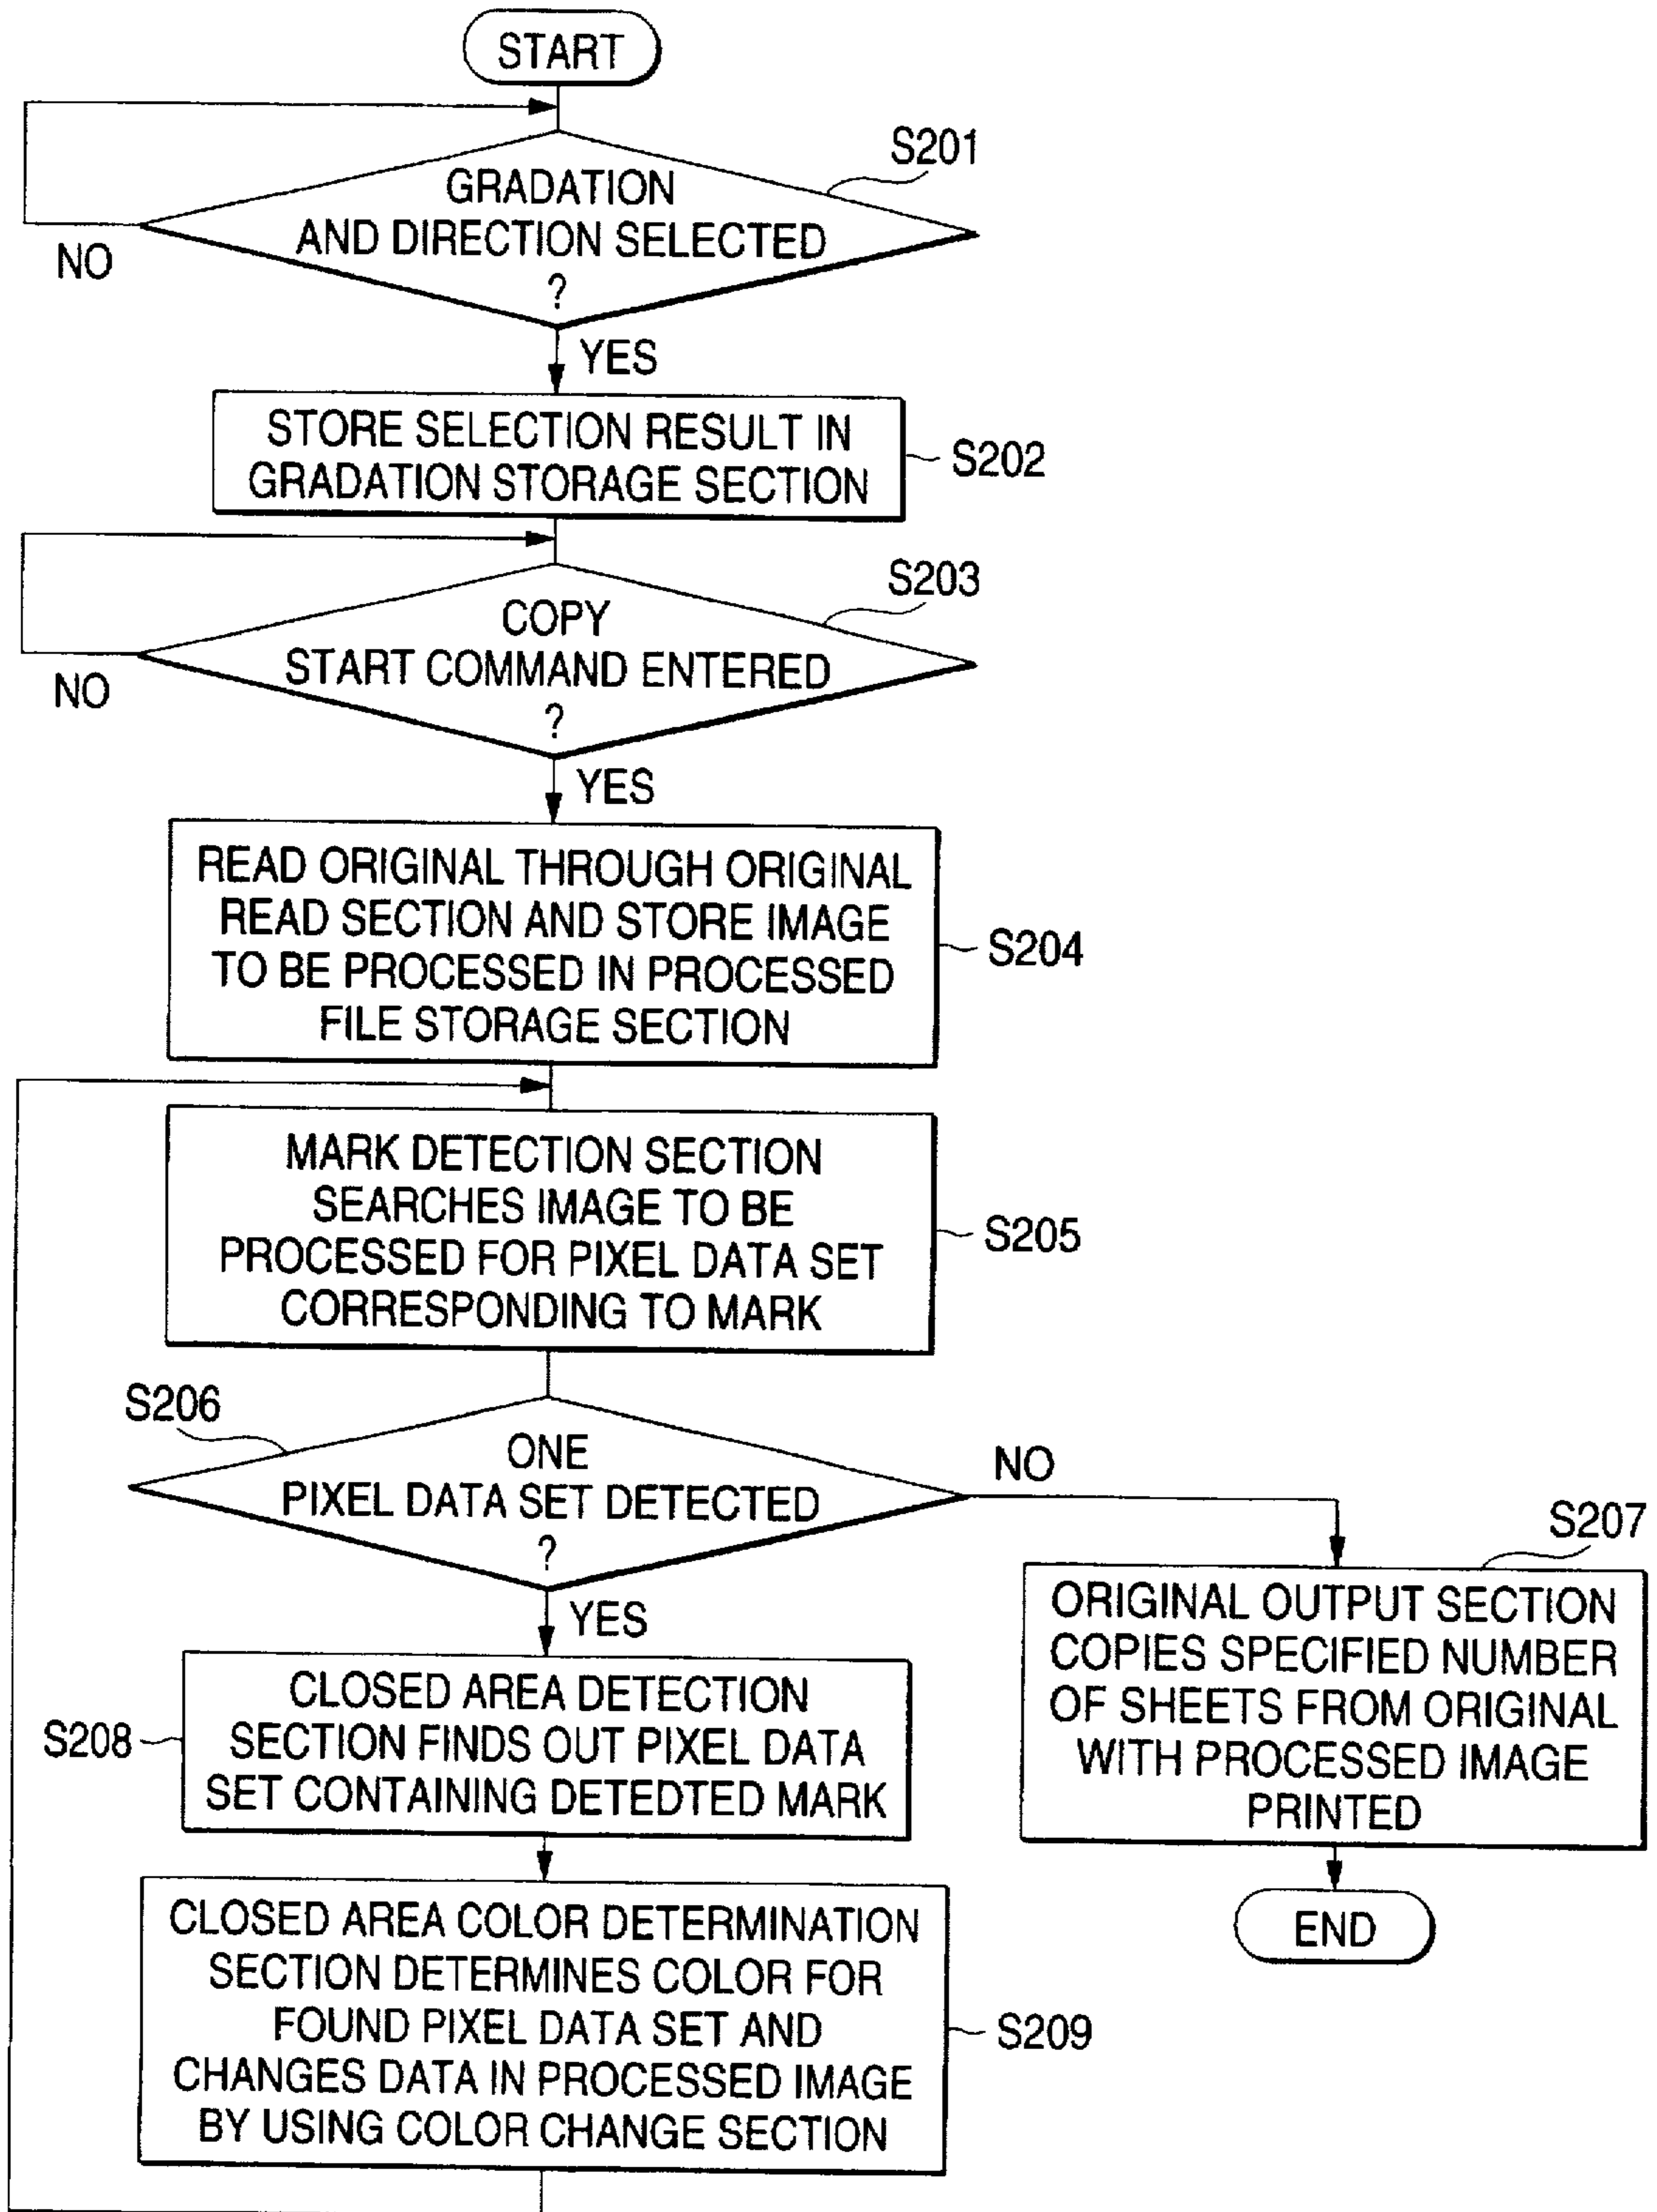 START
S201
GRADATION
AND DIRECTION SELECTED
?
NO
YES
STORE SELECTION RESULT IN
GRADATION STORAGE SECTION
S202
S203
COPY
START COMMAND ENTERED
?
NO
YES
READ ORIGINAL THROUGH ORIGINAL
READ SECTION AND STORE IMAGE
TO BE PROCESSED IN PROCESSED
FILE STORAGE SECTION
S204
MARK DETECTION SECTION
SEARCHES IMAGE TO BE
PROCESSED FOR PIXEL DATA SET
CORRESPONDING TO MARK
S205
S206
ONE
PIXEL DATA SET DETECTED
?
NO
YES
S207
ORIGINAL OUTPUT SECTION
COPIES SPECIFIED NUMBER
OF SHEETS FROM ORIGINAL
WITH PROCESSED IMAGE
PRINTED
END
S208
CLOSED AREA DETECTION
SECTION FINDS OUT PIXEL DATA
SET CONTAINING DETEDTED MARK
CLOSED AREA COLOR DETERMINATION
SECTION DETERMINES COLOR FOR
FOUND PIXEL DATA SET AND
CHANGES DATA IN PROCESSED IMAGE
BY USING COLOR CHANGE SECTION
S209